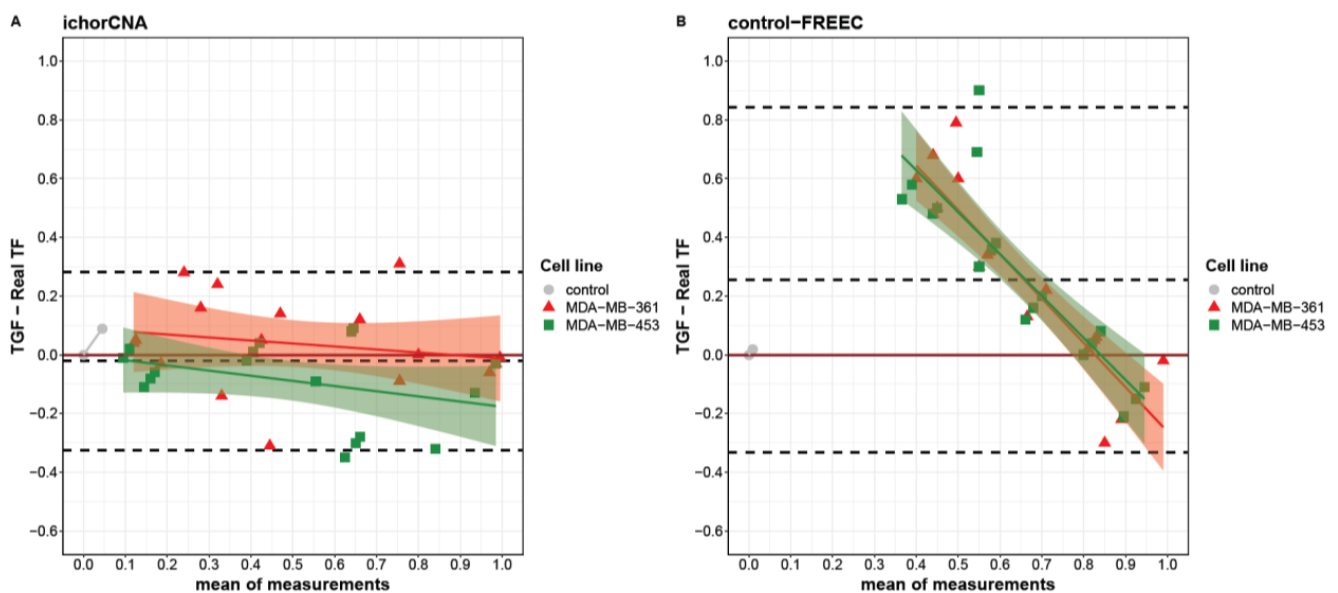 A
ichorCNA
TGF − Real TF
1.0
0.8
0.6
0.4
0.2
0.0
−0.2
−0.4
−0.6
0.0 0.1 0.2 0.3 0.4 0.5 0.6 0.7 0.8 0.9 1.0
mean of measurements
Cell line
control
MDA−MB−361
MDA−MB−453
B
control−FREEC
TGF − Real TF
1.0
0.8
0.6
0.4
0.2
0.0
−0.2
−0.4
−0.6
0.0 0.1 0.2 0.3 0.4 0.5 0.6 0.7 0.8 0.9 1.0
mean of measurements
Cell line
control
MDA−MB−361
MDA−MB−453